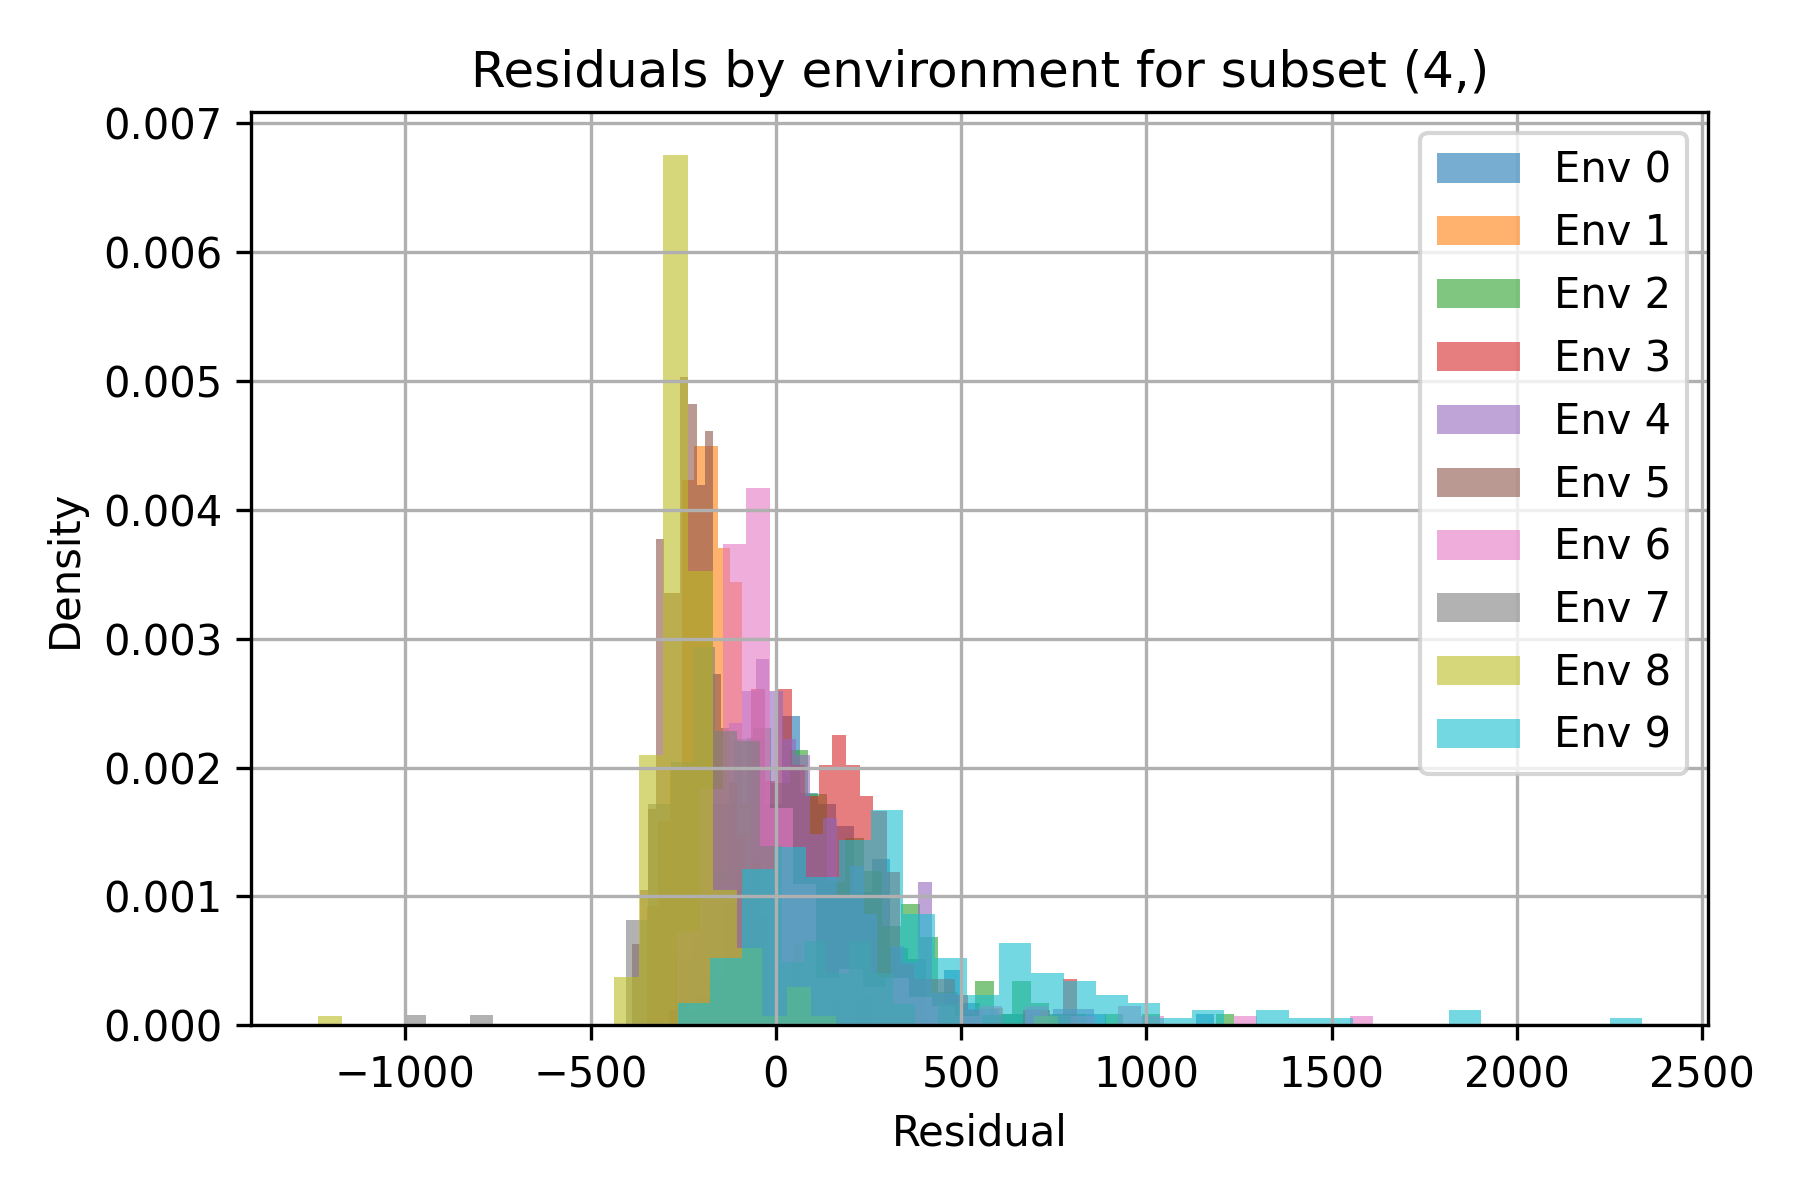 Residuals by environment for subset (4,)
0.007
0.006
0.005
0.004
0.003
0.002
0.001
0.000
Density
−1000
−500
0
500
1000
1500
2000
2500
Residual
Env 0
Env 1
Env 2
Env 3
Env 4
Env 5
Env 6
Env 7
Env 8
Env 9